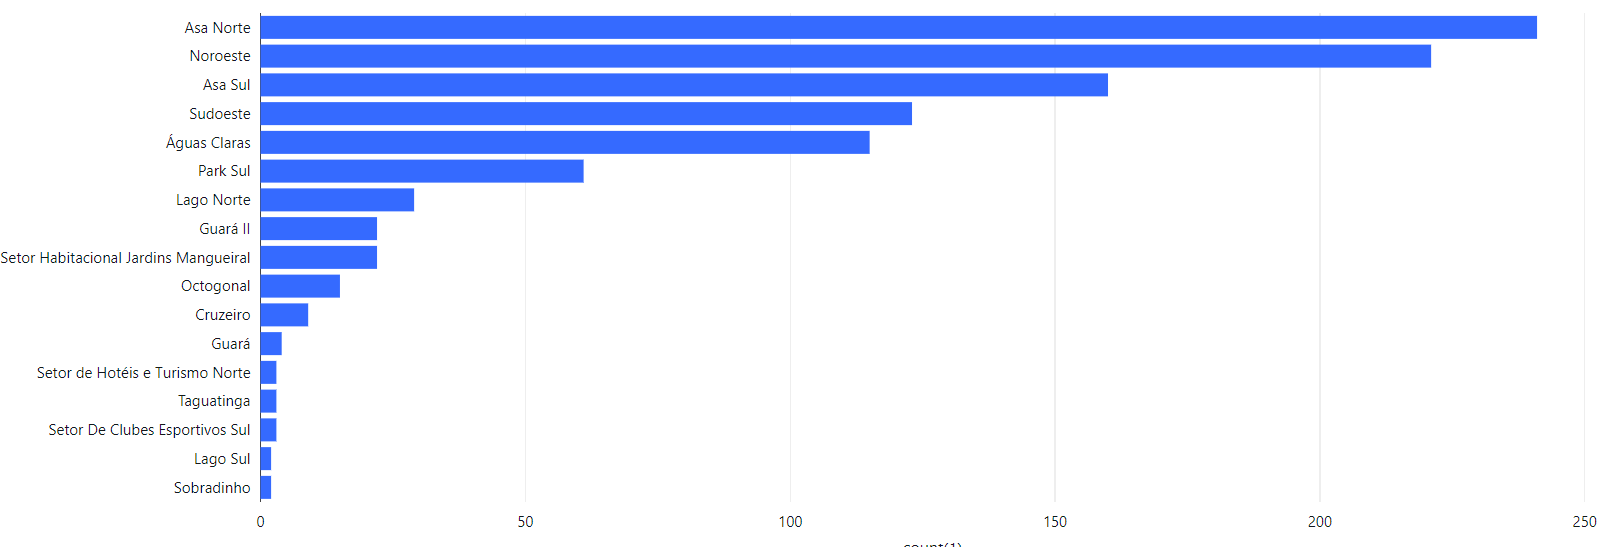 Asa Norte
Noroeste
Asa Sul
Sudoeste
Águas Claras
Park Sul
Lago Norte
Guará II
Setor Habitacional Jardins Mangueiral
Octogonal
Cruzeiro
Guará
Setor de Hotéis e Turismo Norte
Taguatinga
Setor De Clubes Esportivos Sul
Lago Sul
Sobradinho
0 50 100 150 200 250
count(1)